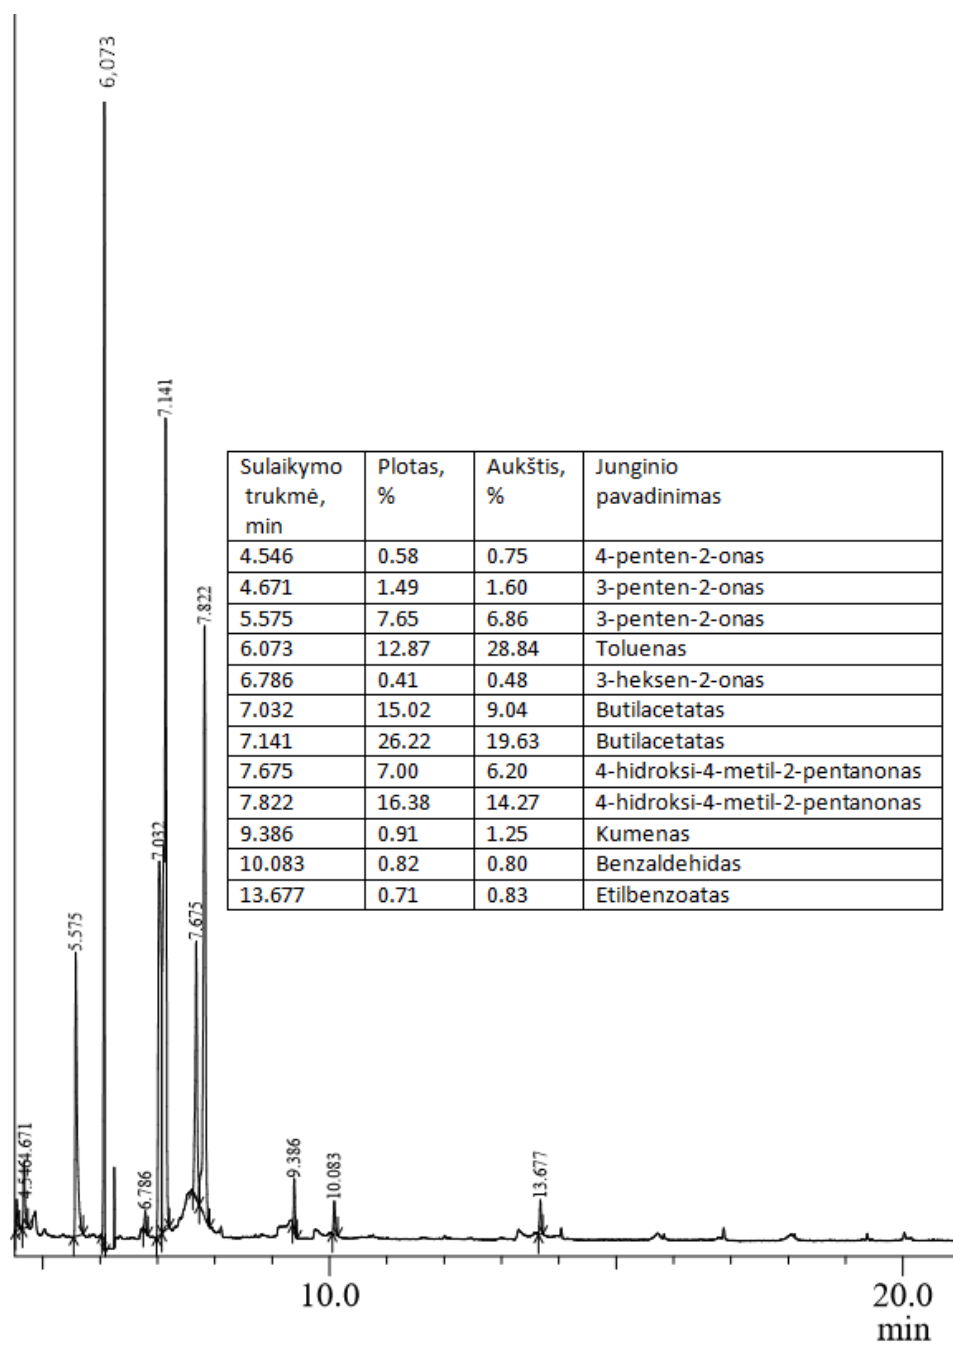 6,073
7.141
7.822
7.032
7.675
5.575
4.546
4.671
6.786
9.386
10.083
13.677
Sulaikymo trukmė, min Plotas, % Aukštis, % Junginio pavadinimas
4.546 0.58 0.75 4-penten-2-onas
4.671 1.49 1.60 3-penten-2-onas
5.575 7.65 6.86 3-penten-2-onas
6.073 12.87 28.84 Toluenas
6.786 0.41 0.48 3-heksen-2-onas
7.032 15.02 9.04 Butilacetatas
7.141 26.22 19.63 Butilacetatas
7.675 7.00 6.20 4-hidroksi-4-metil-2-pentanonas
7.822 16.38 14.27 4-hidroksi-4-metil-2-pentanonas
9.386 0.91 1.25 Kumenas
10.083 0.82 0.80 Benzaldehidas
13.677 0.71 0.83 Etilbenzoatas
10.0 20.0
min